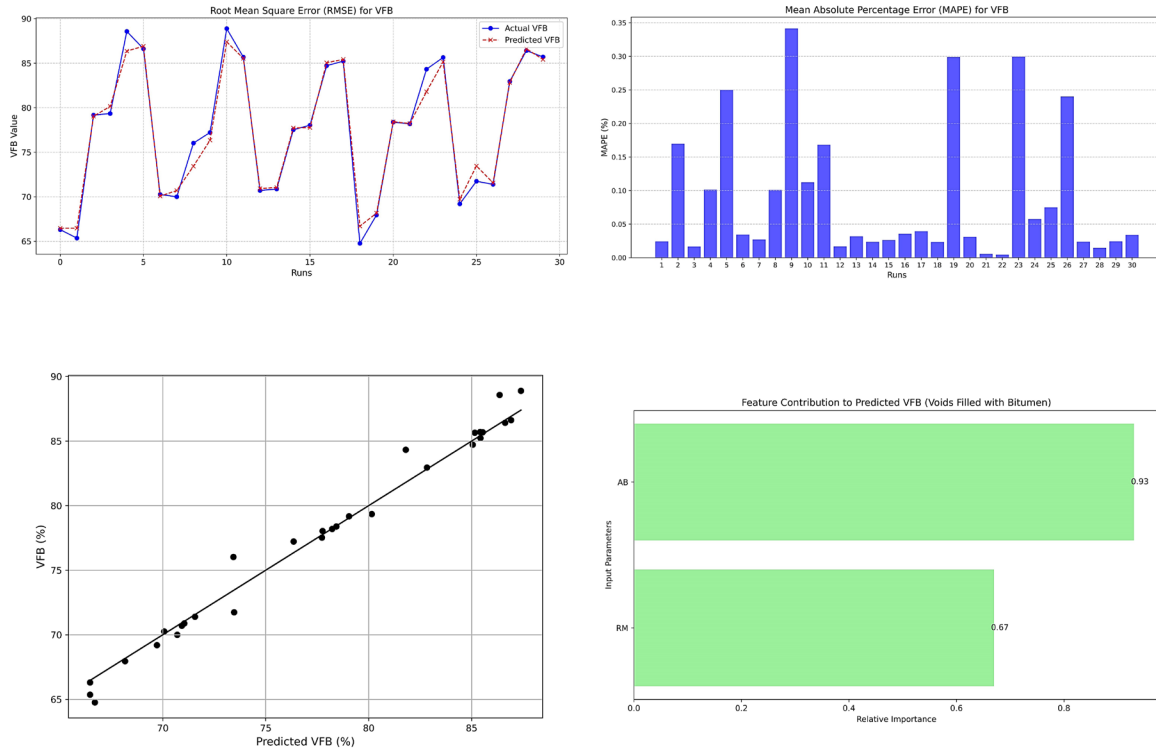 Root Mean Square Error (RMSE) for VFB
Actual VFB
Predicted VFB
90
85
80
75
70
65
VFB Value
0
5
10
15
20
25
30
Runs
Mean Absolute Percentage Error (MAPE) for VFB
0.35
0.30
0.25
0.20
0.15
0.10
0.05
0.00
MAPE (%)
1 2 3 4 5 6 7 8 9 10 11 12 13 14 15 16 17 18 19 20 21 22 23 24 25 26 27 28 29 30
Runs
90
85
80
75
70
65
VFB (%)
70
75
80
85
Predicted VFB (%)
Feature Contribution to Predicted VFB (Voids Filled with Bitumen)
AB
0.93
Input Parameters
RM
0.67
0.0
0.2
0.4
0.6
0.8
Relative Importance